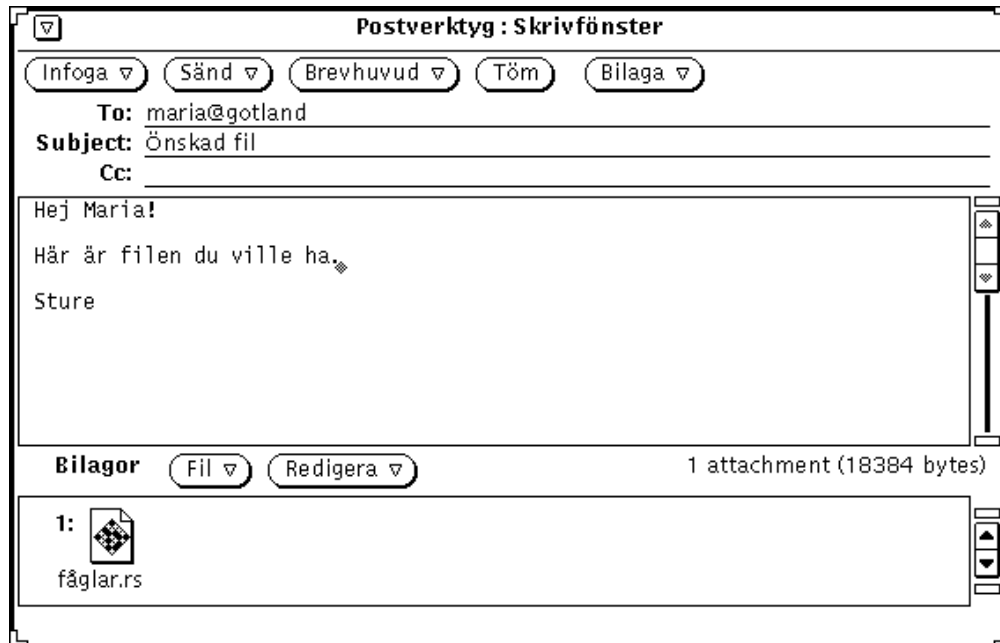 Postverktyg : Skrivfönster
Infoga Sänd Brevhuvud Töm Bilaga
To: maria@gotland
Subject: Önskad fil
Cc:
Hej Maria!
Här är filen du ville ha.
Sture
Bilagor Fil Redigera 1 attachment (18384 bytes)
1:
fåglar.rs